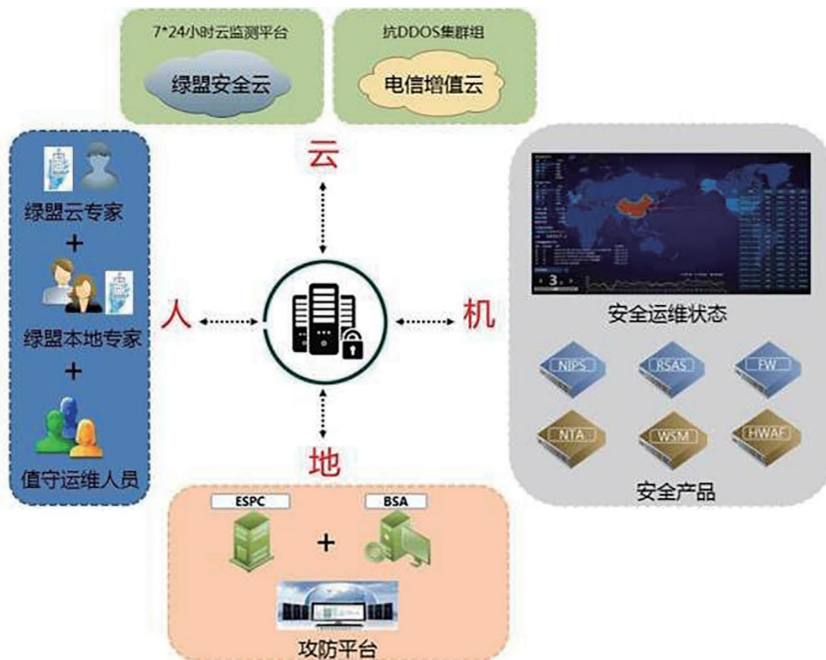 7*24小时云监测平台
抗DDOS集群组
绿盟安全云
电信增值云
云
绿盟云专家
+
绿盟本地专家
+
值守运维人员
人
机
安全运维状态
NIPS
RSAS
FW
NTA
WSM
HWAF
安全产品
地
ESPC
BSA
+
攻防平台